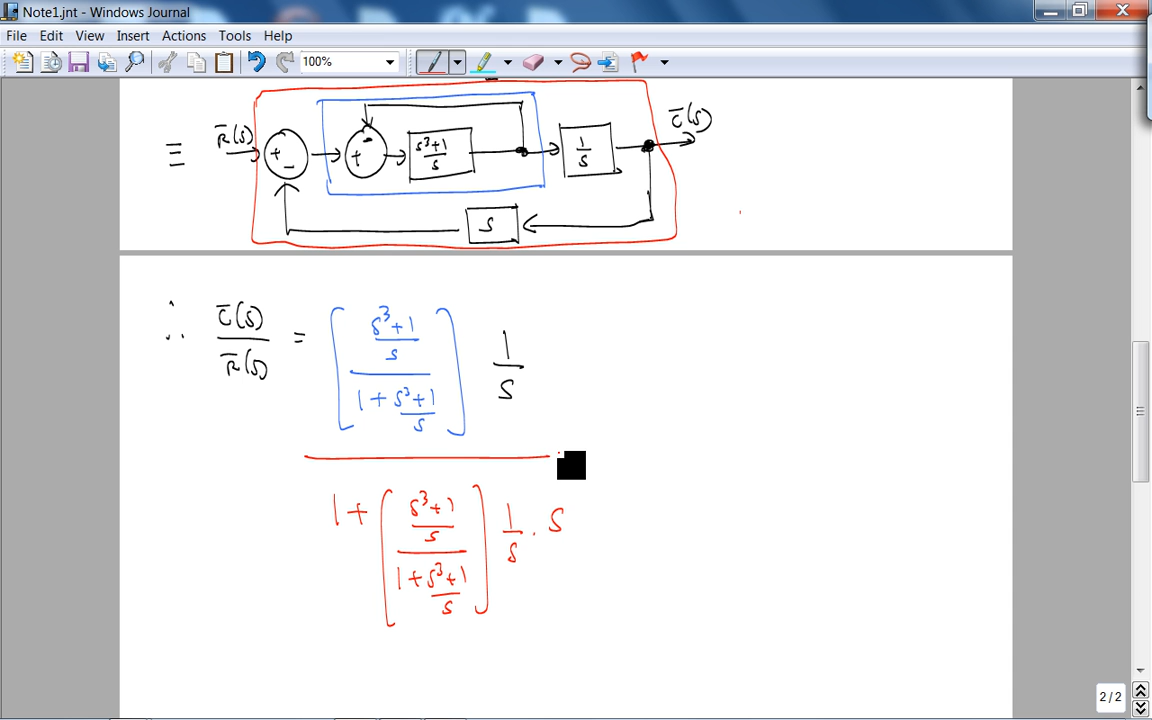 Note1.jnt - Windows Journal
File Edit View Insert Actions Tools Help
100%
≡ R̄(s) + - + - s³+1/s 1/s C̄(s)
s
∴ C̄(s)/R̄(s) = [ (s³+1/s) / (1 + s³+1/s) ] 1/s
1 + [ (s³+1/s) / (1 + s³+1/s) ] 1/s . s
2/2